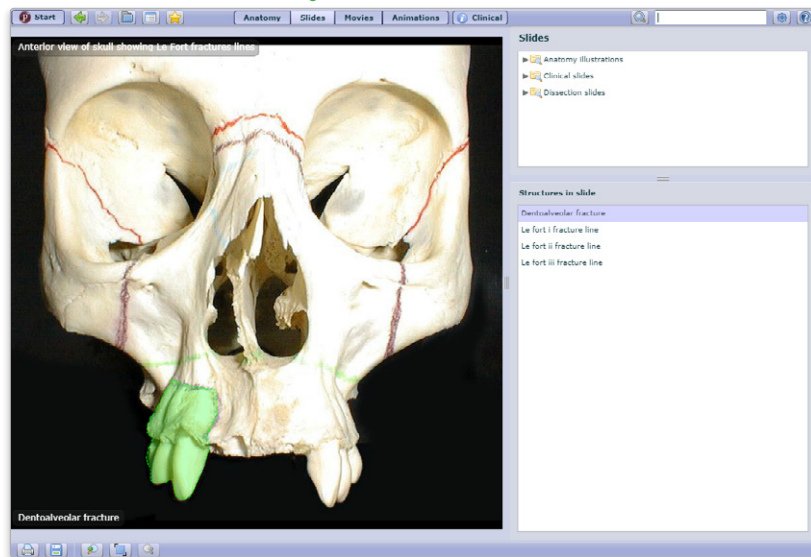 Start
Anatomy Slides Movies Animations Clinical
Anterior view of skull showing Le Fort fractures lines
Slides
Anatomy illustrations
Clinical slides
Dissection slides
Structures in slide
Dentoalveolar fracture
Le fort i fracture line
Le fort ii fracture line
Le fort iii fracture line
Dentoalveolar fracture